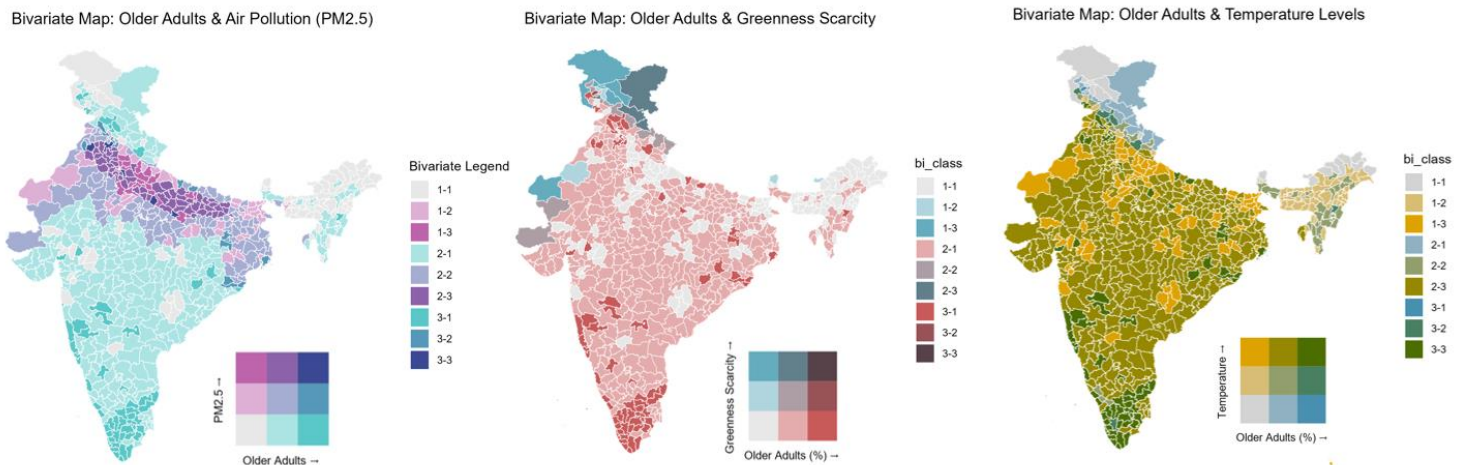 Bivariate Map: Older Adults & Air Pollution (PM2.5)
Bivariate Legend
1-1
1-2
1-3
2-1
2-2
2-3
3-1
3-2
3-3
PM2.5 →
Older Adults →
Bivariate Map: Older Adults & Greenness Scarcity
bi_class
1-1
1-2
1-3
2-1
2-2
2-3
3-1
3-2
3-3
Greenness Scarcity →
Older Adults (%) →
Bivariate Map: Older Adults & Temperature Levels
bi_class
1-1
1-2
1-3
2-1
2-2
2-3
3-1
3-2
3-3
Temperature →
Older Adults (%) →